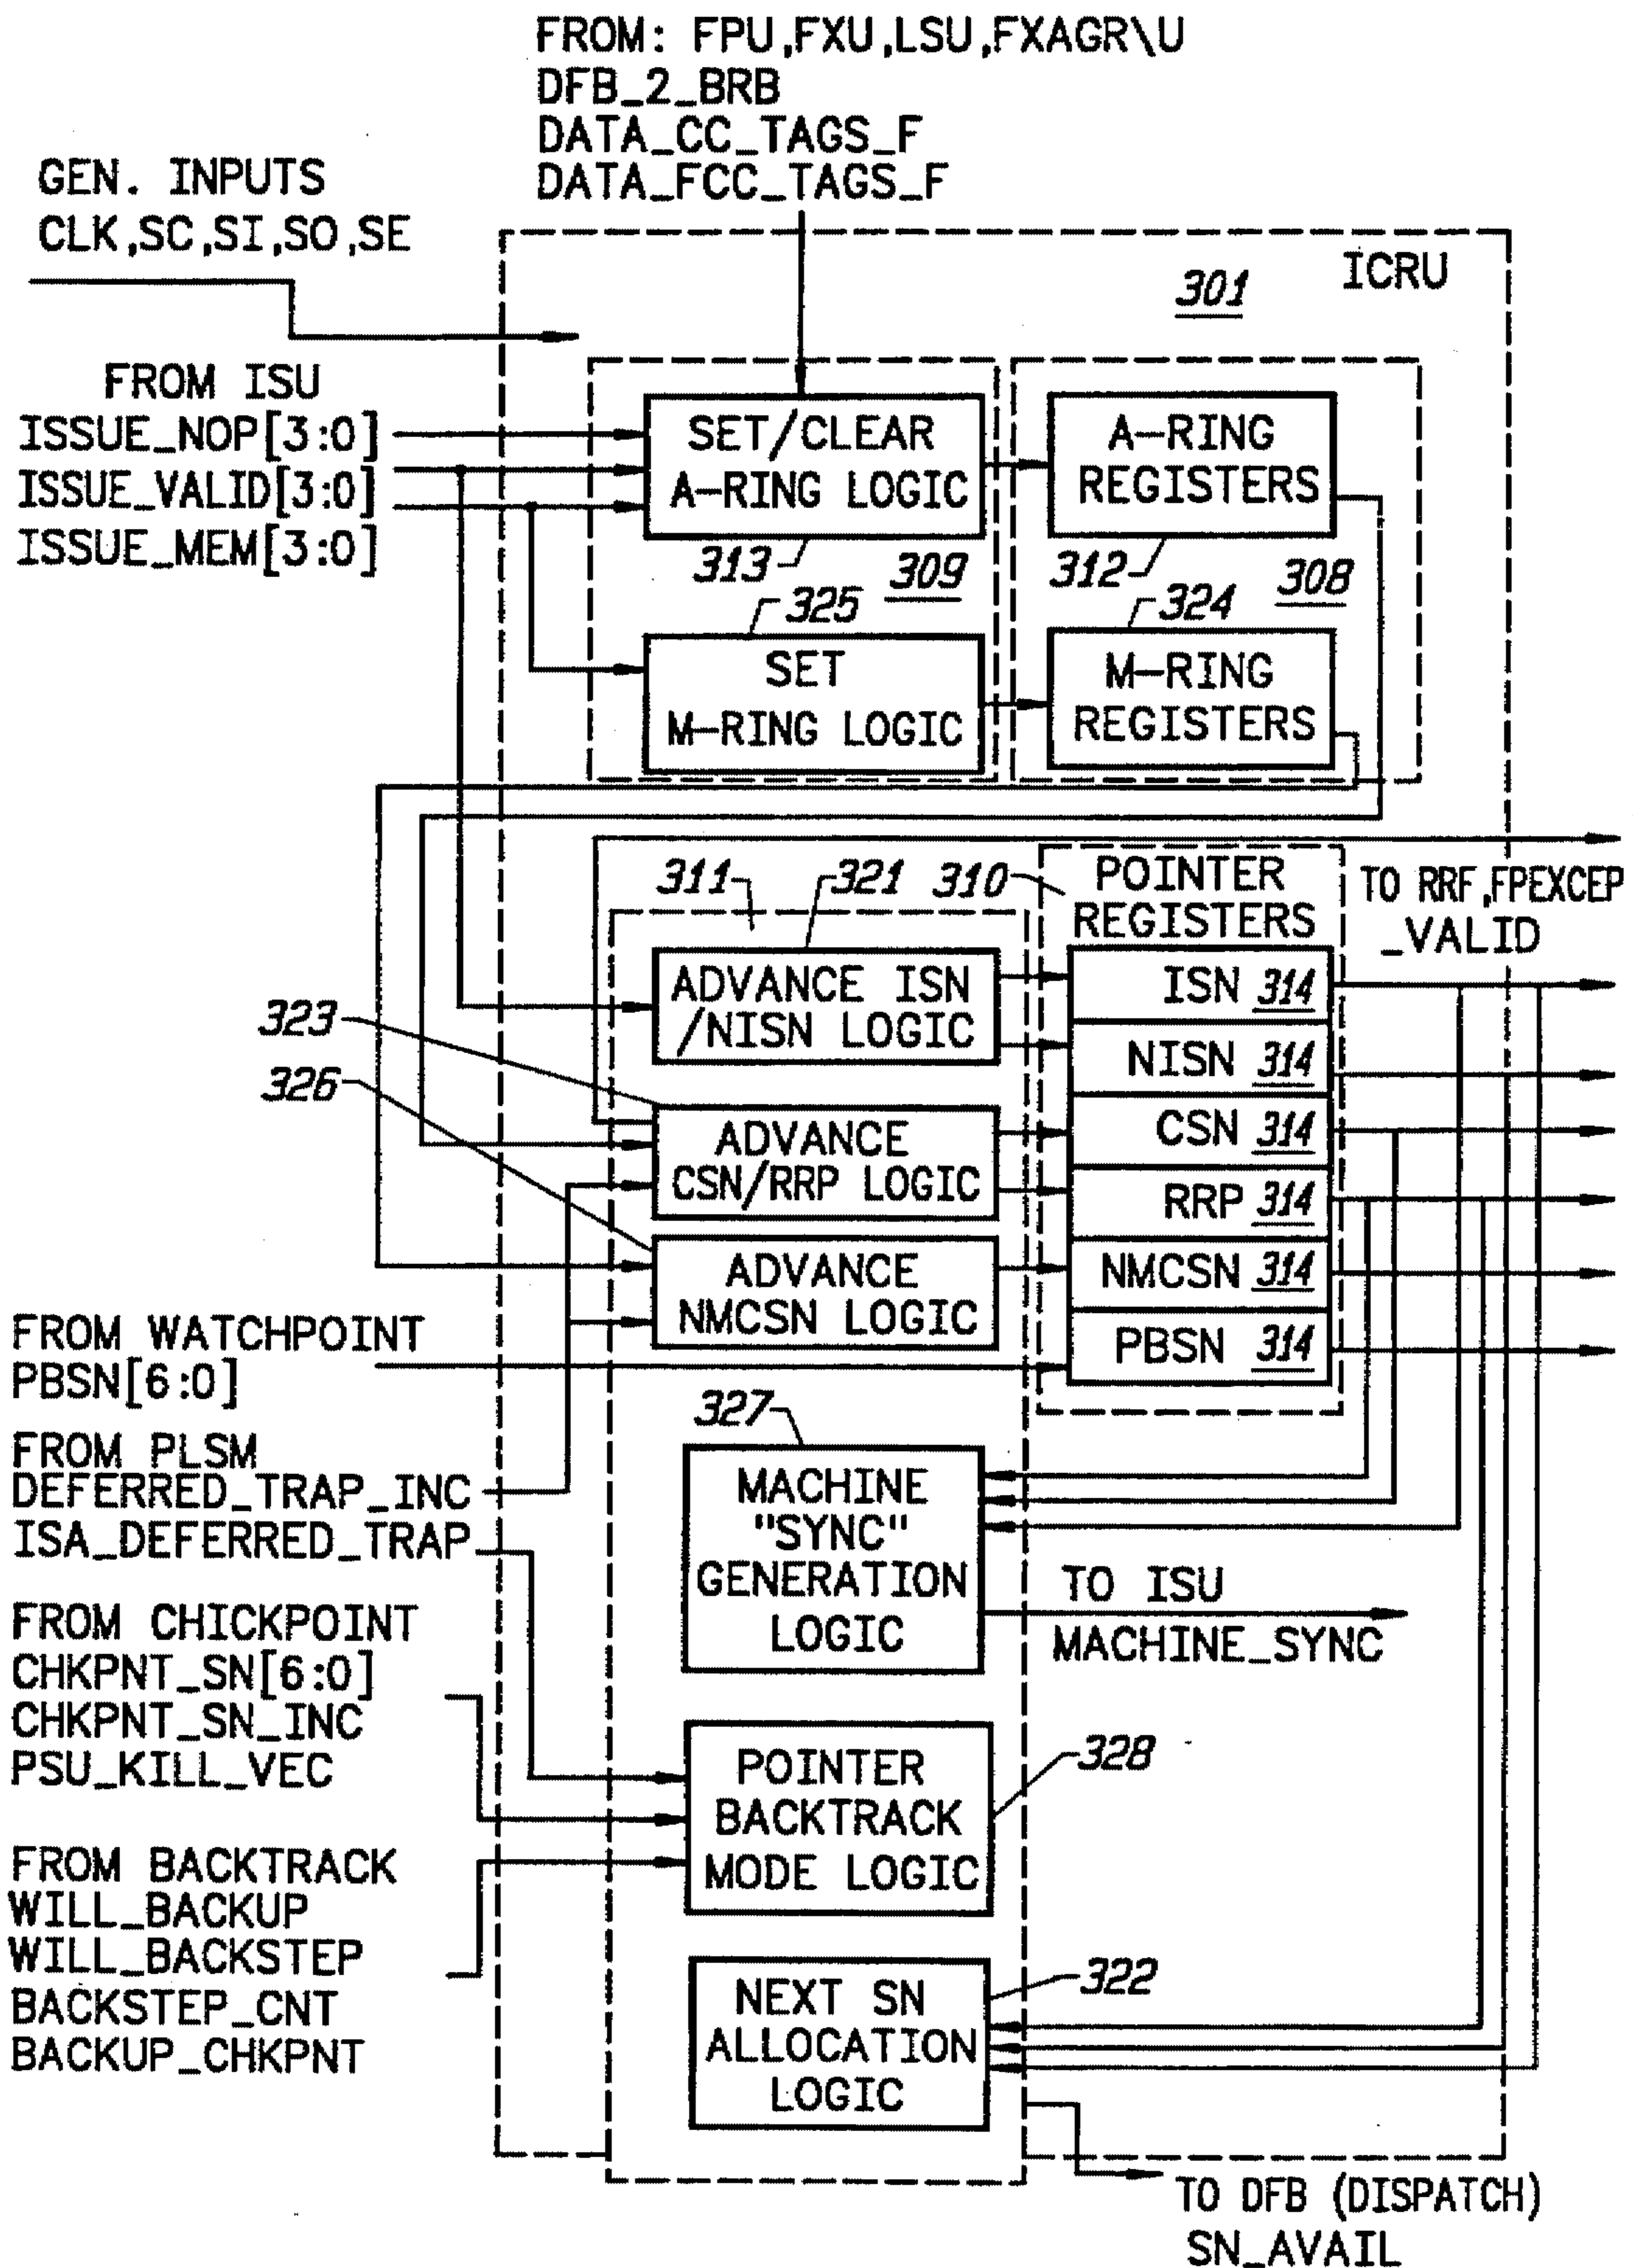 FROM: FPU,FXU,LSU,FXAGR\U
DFB_2_BRB
DATA_CC_TAGS_F
DATA_FCC_TAGS_F
GEN. INPUTS
CLK,SC,SI,SO,SE
ICRU
301
FROM ISU
ISSUE_NOP[3:0]
ISSUE_VALID[3:0]
ISSUE_MEM[3:0]
SET/CLEAR
A-RING LOGIC
A-RING
REGISTERS
313
309
312
308
325
324
SET
M-RING LOGIC
M-RING
REGISTERS
311
321
310
POINTER
REGISTERS
TO RRF,FPEXCEP
_VALID
ADVANCE ISN
/NISN LOGIC
ISN 314
NISN 314
323
326
ADVANCE
CSN/RRP LOGIC
CSN 314
RRP 314
ADVANCE
NMCSN LOGIC
NMCSN 314
PBSN 314
FROM WATCHPOINT
PBSN[6:0]
327
FROM PLSM
DEFERRED_TRAP_INC
ISA_DEFERRED_TRAP
MACHINE
"SYNC"
GENERATION
LOGIC
TO ISU
MACHINE_SYNC
FROM CHICKPOINT
CHKPNT_SN[6:0]
CHKPNT_SN_INC
PSU_KILL_VEC
POINTER
BACKTRACK
MODE LOGIC
328
FROM BACKTRACK
WILL_BACKUP
WILL_BACKSTEP
BACKSTEP_CNT
BACKUP_CHKPNT
322
NEXT SN
ALLOCATION
LOGIC
TO DFB (DISPATCH)
SN_AVAIL